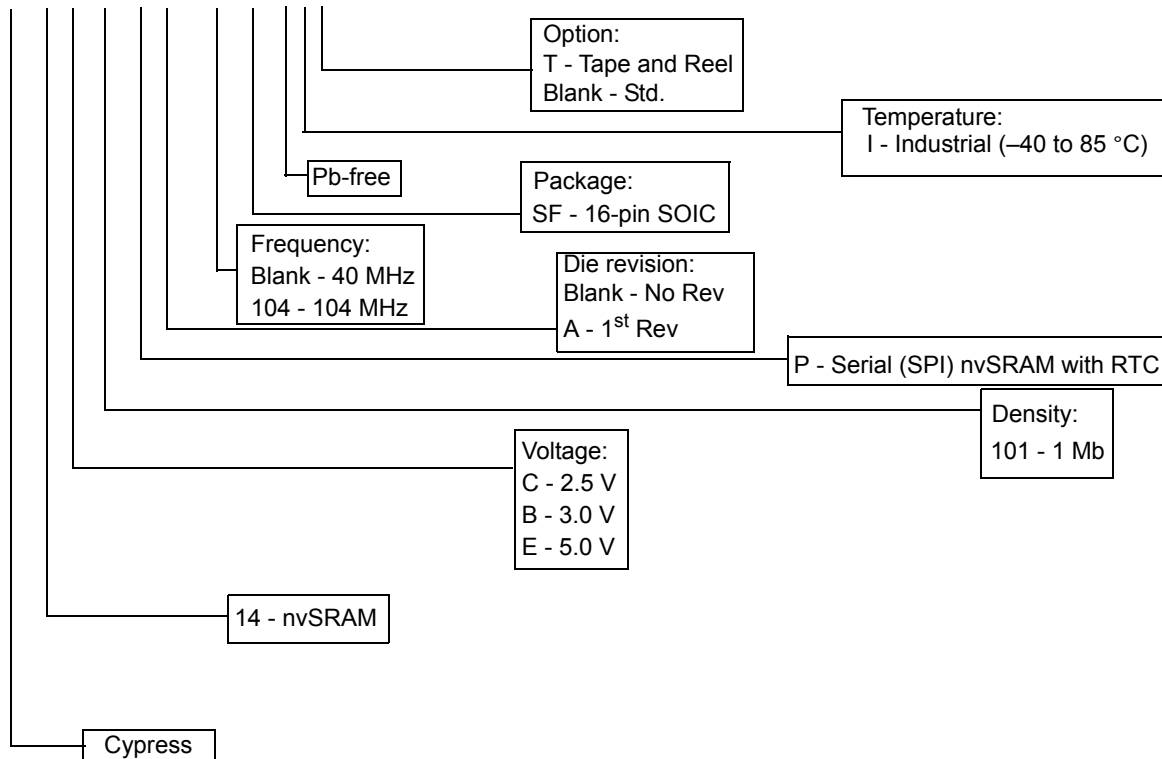 Option:
T - Tape and Reel
Blank - Std.
Temperature:
I - Industrial (–40 to 85 °C)
Pb-free
Package:
SF - 16-pin SOIC
Frequency:
Blank - 40 MHz
104 - 104 MHz
Die revision:
Blank - No Rev
A - 1st Rev
P - Serial (SPI) nvSRAM with RTC
Density:
101 - 1 Mb
Voltage:
C - 2.5 V
B - 3.0 V
E - 5.0 V
14 - nvSRAM
Cypress